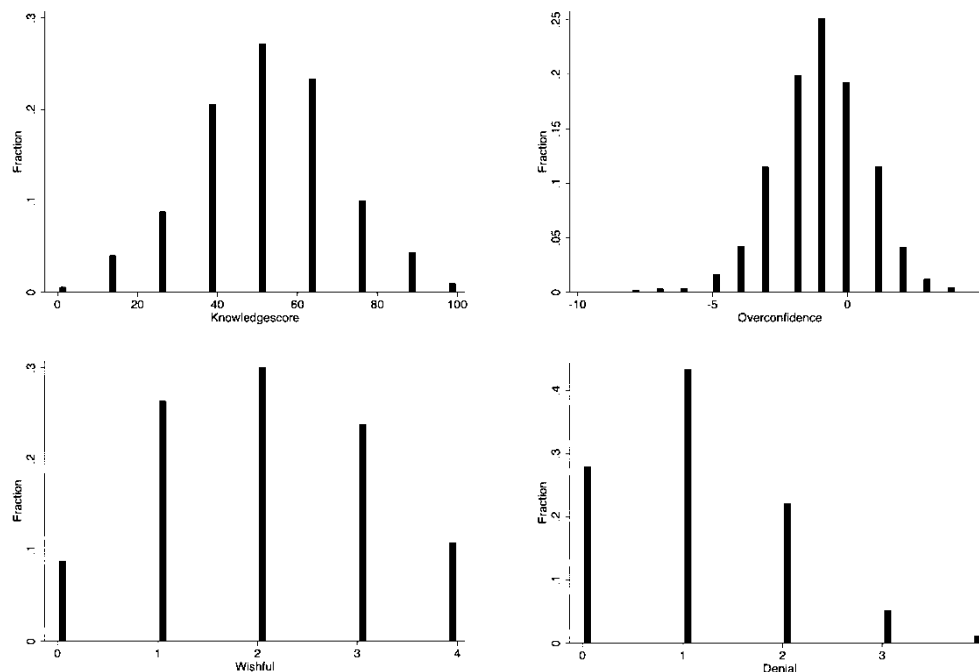 .3
.2
.1
0
Fraction
0 20 40 60 80 100
Knowledgescore
.25
.2
.15
.1
.05
0
Fraction
-10 -5 0
Overconfidence
.3
.2
.1
0
Fraction
0 1 2 3 4
Wishful
.4
.3
.2
.1
0
Fraction
0 1 2 3
Denial